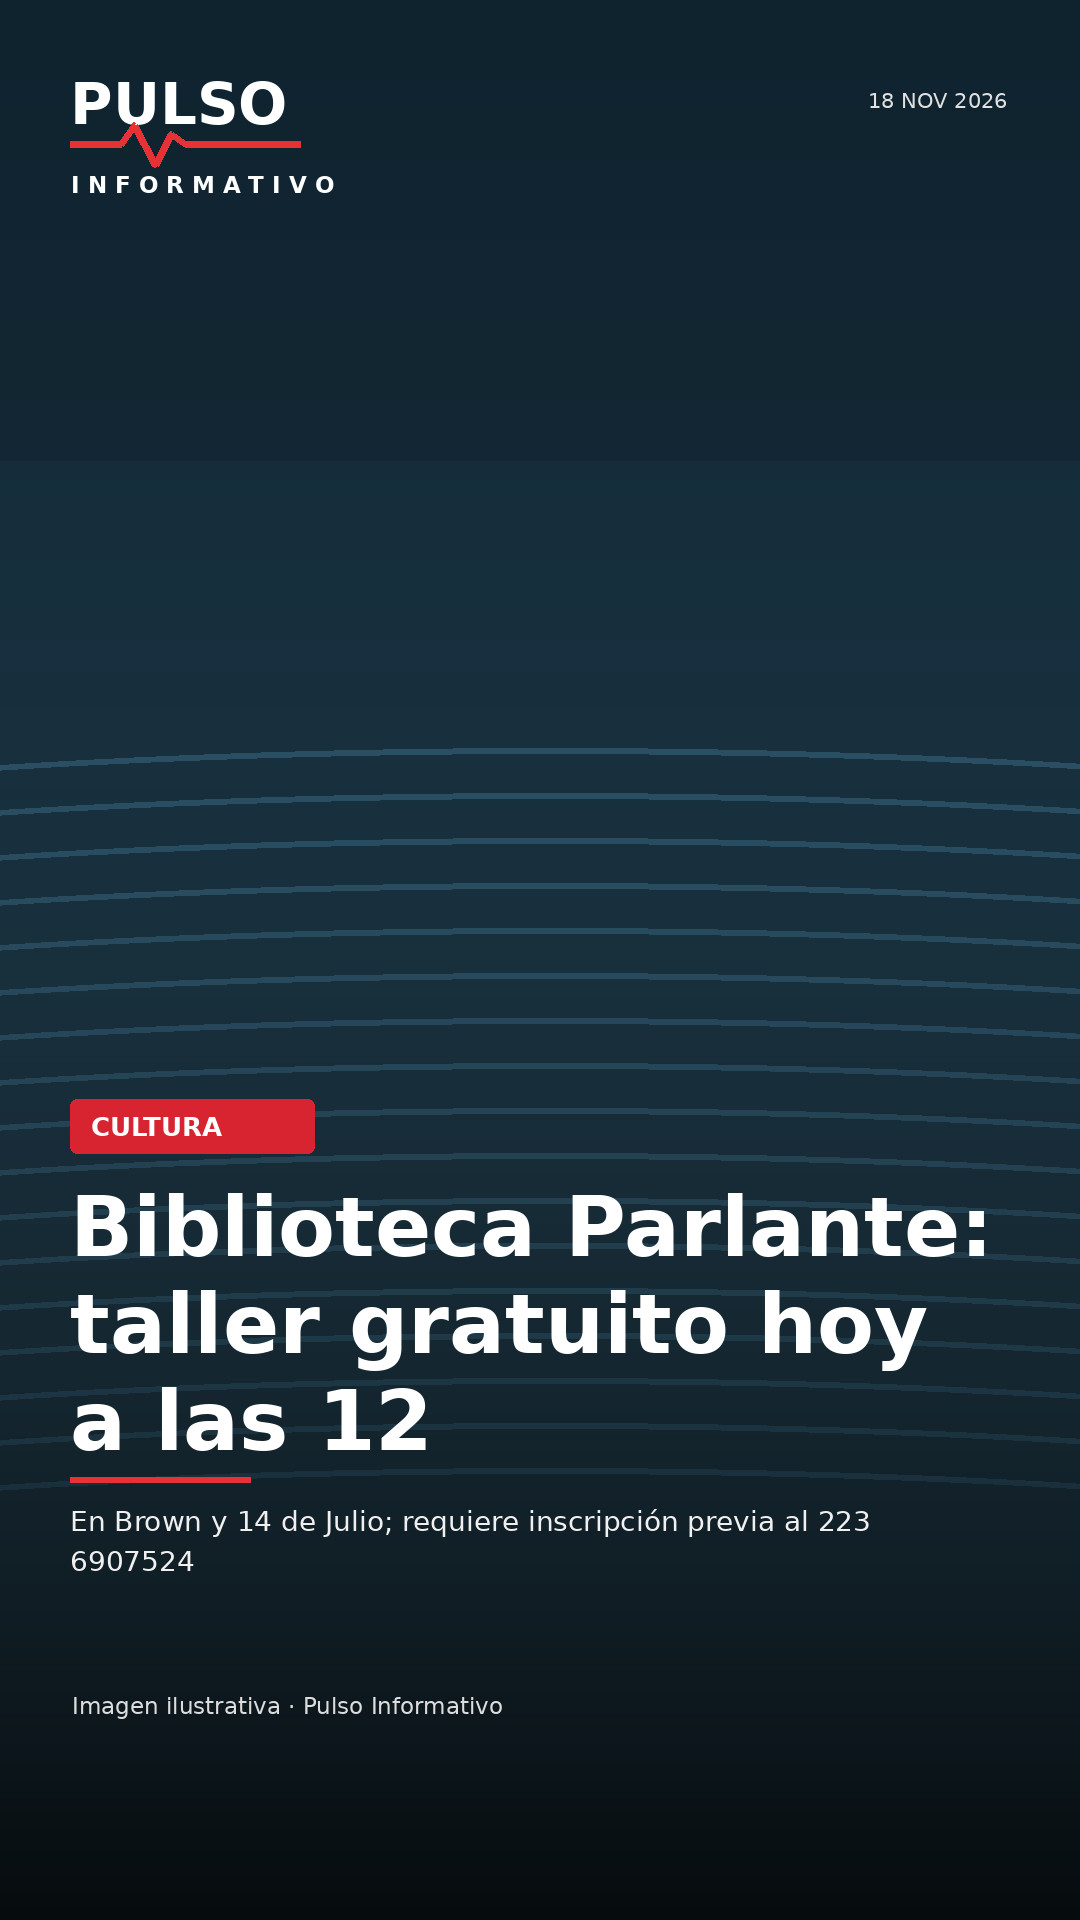 PULSO
INFORMATIVO
18 NOV 2026
CULTURA
Biblioteca Parlante:
taller gratuito hoy
a las 12
En Brown y 14 de Julio; requiere inscripción previa al 223
6907524
Imagen ilustrativa · Pulso Informativo